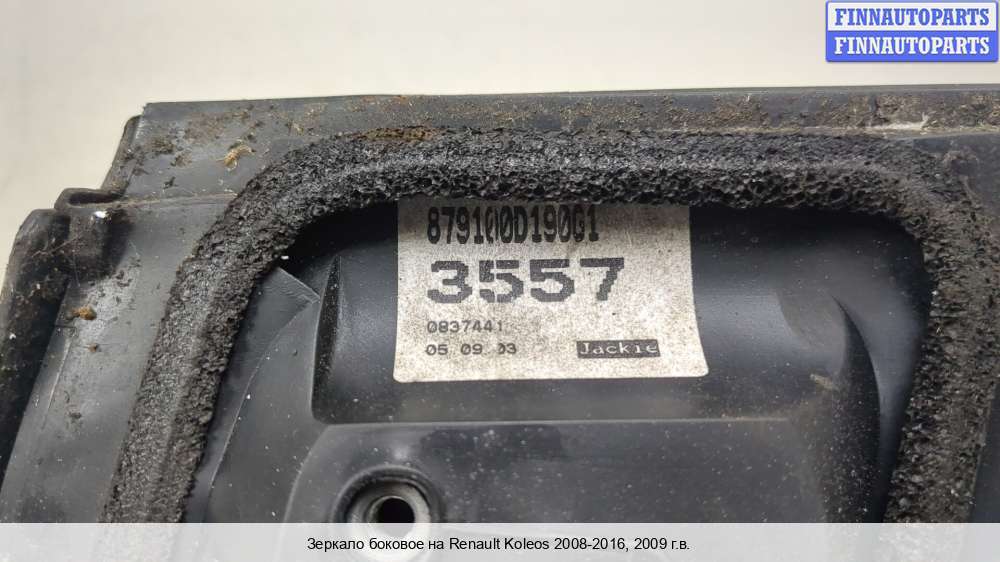 FINNAUTOPARTS
FINNAUTOPARTS
879100D190G1
3557
0837441
05 09 03 Jackie
Зеркало боковое на Renault Koleos 2008-2016, 2009 г.в.